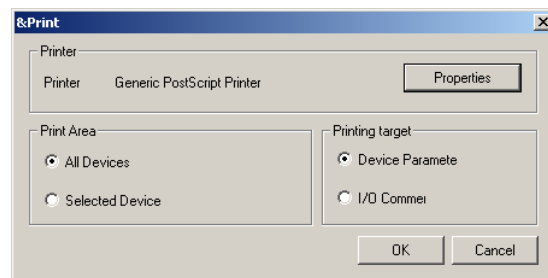 &Print
Printer
Printer Generic PostScript Printer Properties
Print Area
All Devices
Selected Device
Printing target
Device Paramete
I/O Commer
OK Cancel